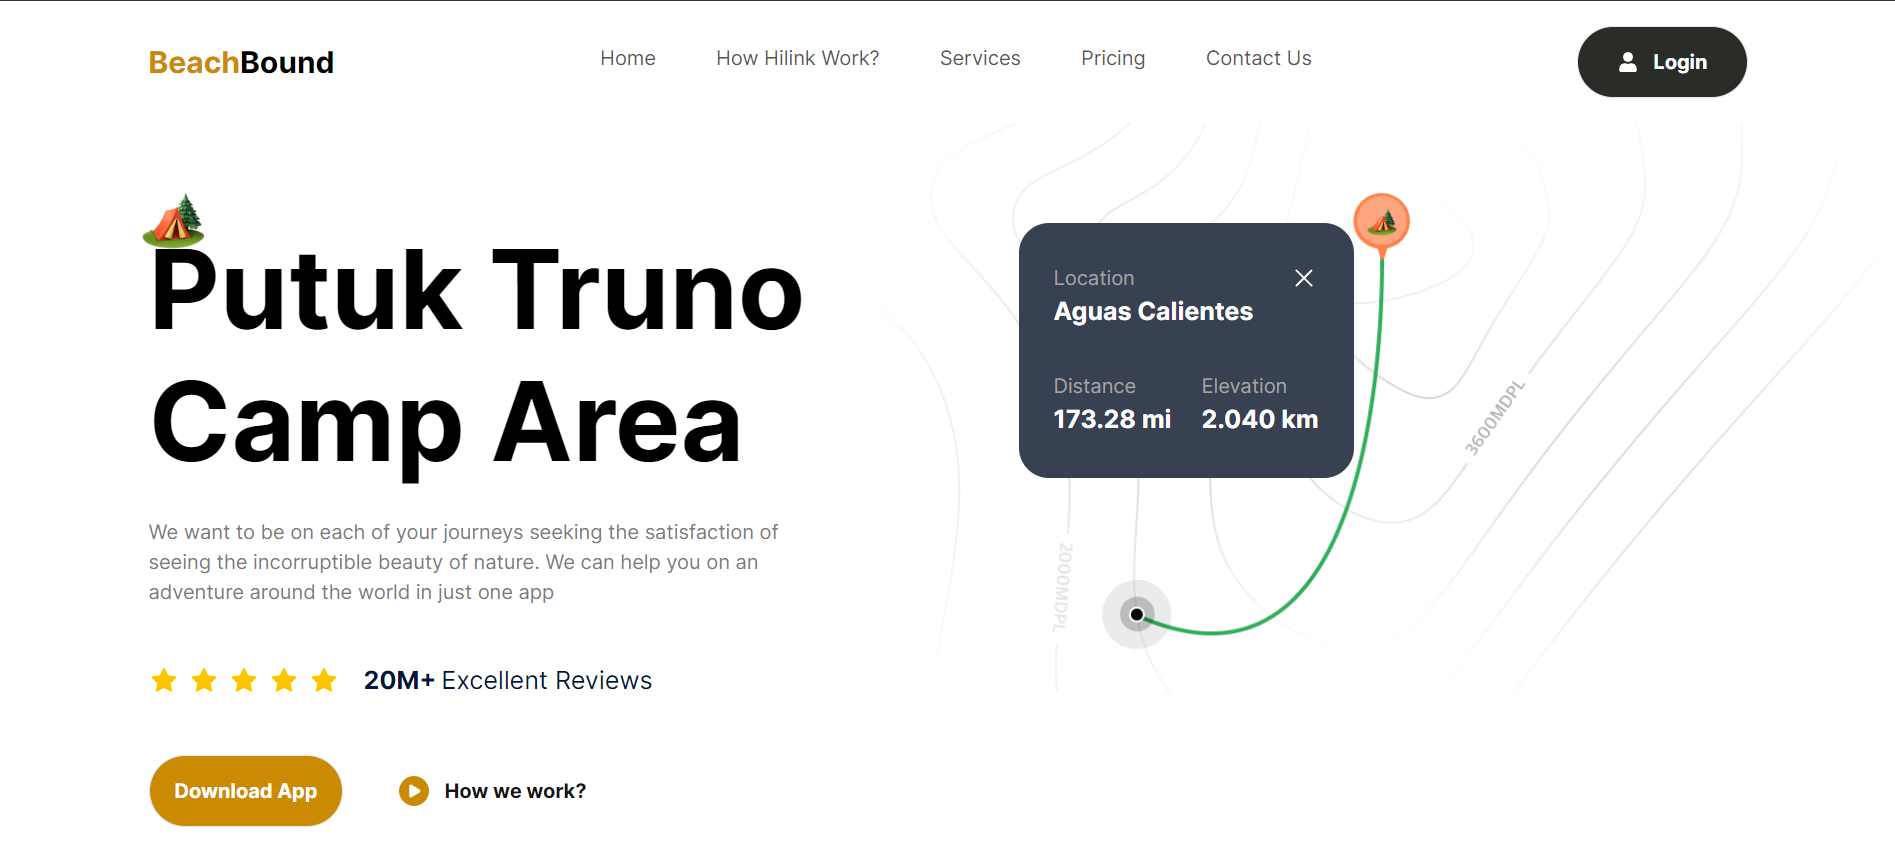 BeachBound
Home
How Hilink Work?
Services
Pricing
Contact Us
Login
Putuk Truno
Camp Area
We want to be on each of your journeys seeking the satisfaction of
seeing the incorruptible beauty of nature. We can help you on an
adventure around the world in just one app
20M+ Excellent Reviews
Download App
How we work?
Location
Aguas Calientes
Distance
173.28 mi
Elevation
2.040 km
3600MDPL
2000MDPL